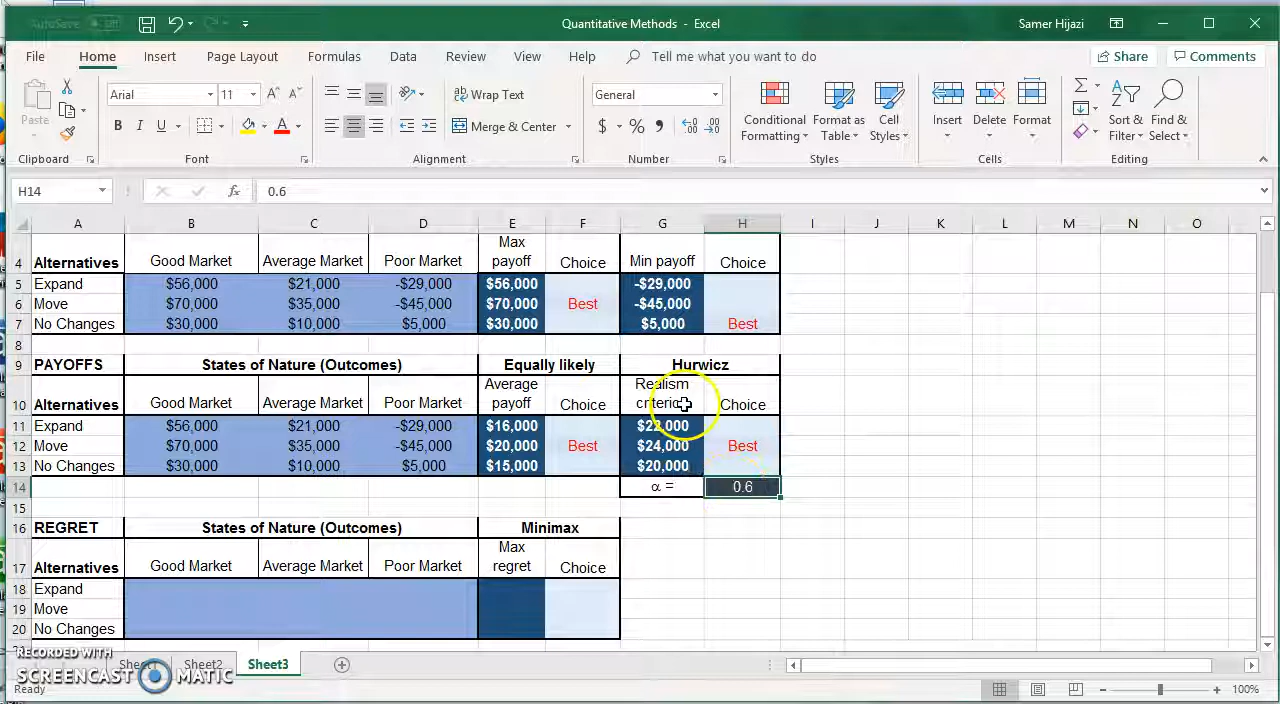 AutoSave Off Quantitative Methods - Excel Samer Hijazi
File Home Insert Page Layout Formulas Data Review View Help Tell me what you want to do Share Comments
Paste Arial 11 Wrap Text General Conditional Formatting Format as Table Cell Styles Insert Delete Format Sort & Filter Find & Select
B I U A Merge & Center $ % ,
Clipboard Font Alignment Number Styles Cells Editing
H14 fx 0.6
A B C D E F G H I J K L M N O
4 Alternatives Good Market Average Market Poor Market Max payoff Choice Min payoff Choice
5 Expand $56,000 $21,000 -$29,000 $56,000 -$29,000
6 Move $70,000 $35,000 -$45,000 $70,000 Best -$45,000
7 No Changes $30,000 $10,000 $5,000 $30,000 $5,000 Best
8
9 PAYOFFS States of Nature (Outcomes) Equally likely Hurwicz
10 Alternatives Good Market Average Market Poor Market Average payoff Choice Realism criterion Choice
11 Expand $56,000 $21,000 -$29,000 $16,000 $22,000
12 Move $70,000 $35,000 -$45,000 $20,000 Best $24,000 Best
13 No Changes $30,000 $10,000 $5,000 $15,000 $20,000
14 α = 0.6
15
16 REGRET States of Nature (Outcomes) Minimax
17 Alternatives Good Market Average Market Poor Market Max regret Choice
18 Expand
19 Move
20 No Changes
RECORDED WITH
SCREENCAST MATIC
Sheet1 Sheet2 Sheet3
Ready 100%